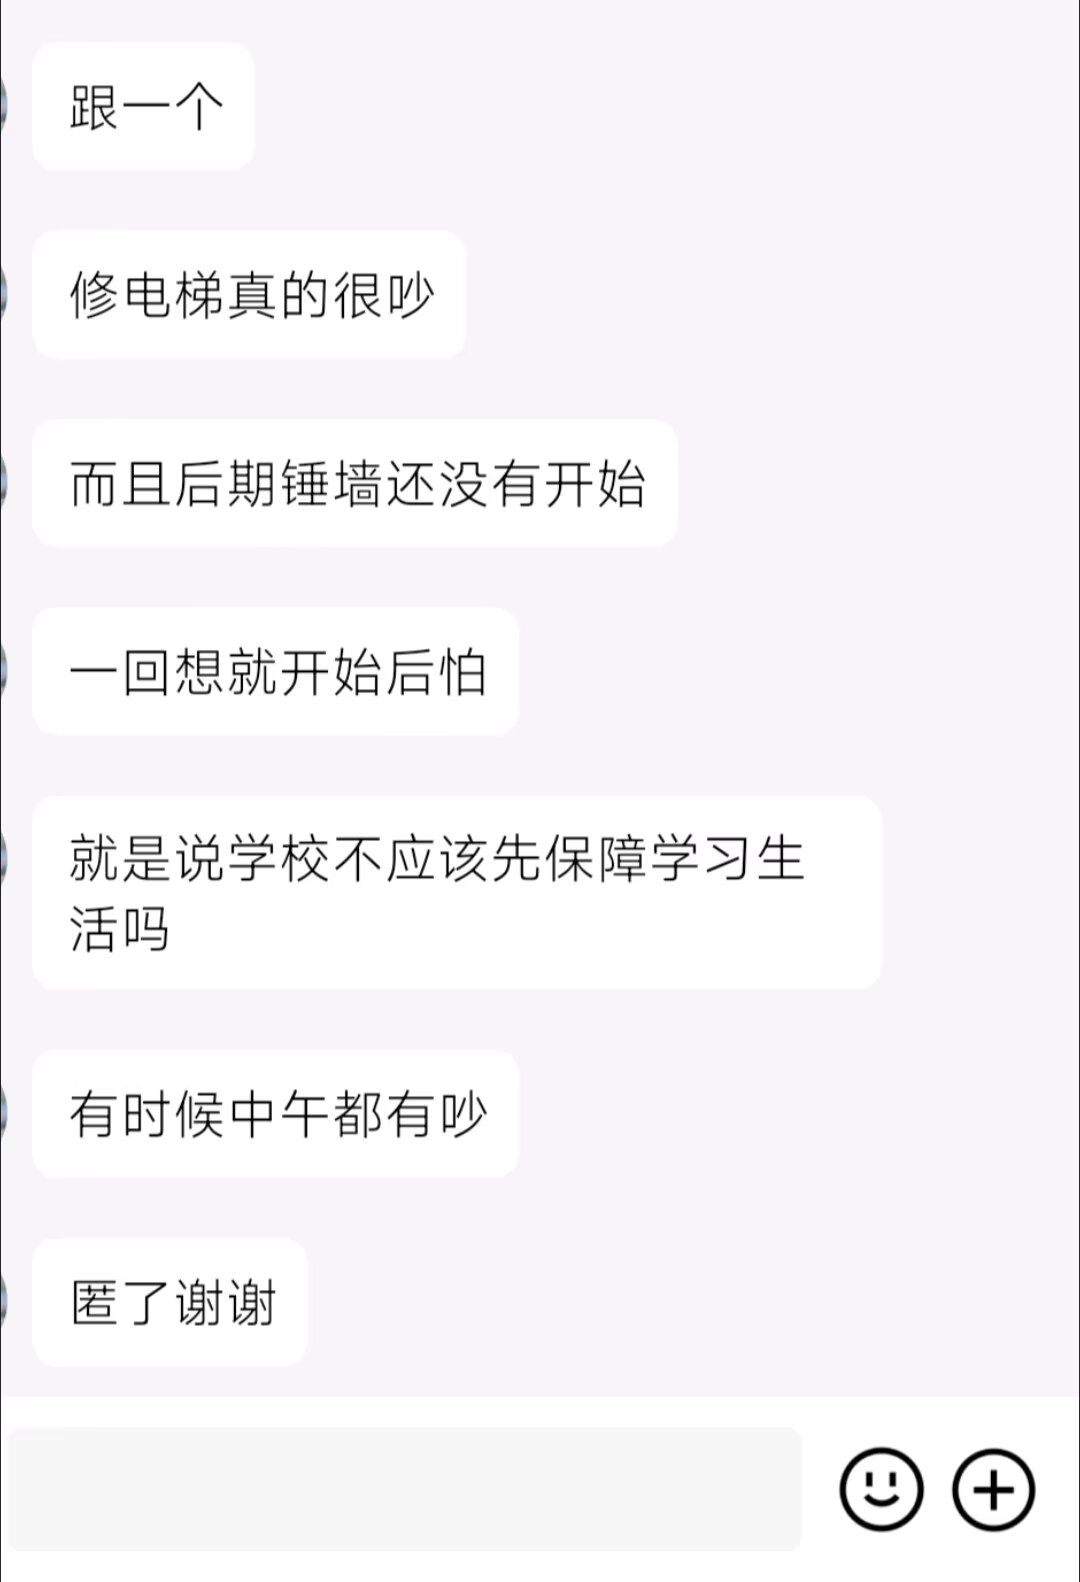 跟一个
修电梯真的很吵
而且后期锤墙还没有开始
一回想就开始后怕
就是说学校不应该先保障学习生
活吗
有时候中午都有吵
匿了谢谢